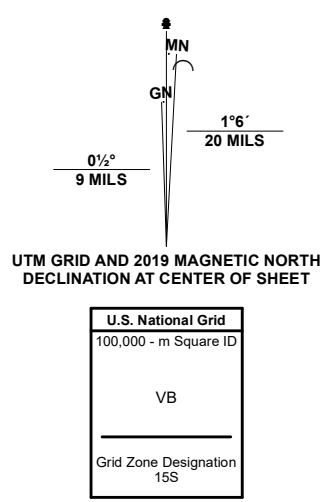 MN
GN
1°6´
20 MILS
0½°
9 MILS
UTM GRID AND 2019 MAGNETIC NORTH
DECLINATION AT CENTER OF SHEET
U.S. National Grid
100,000 - m Square ID
VB
Grid Zone Designation
15S